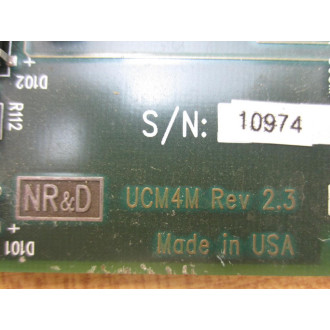 D102
R112
S/N: 10974
NR&D UCM4M Rev 2.3
Made in USA
D101